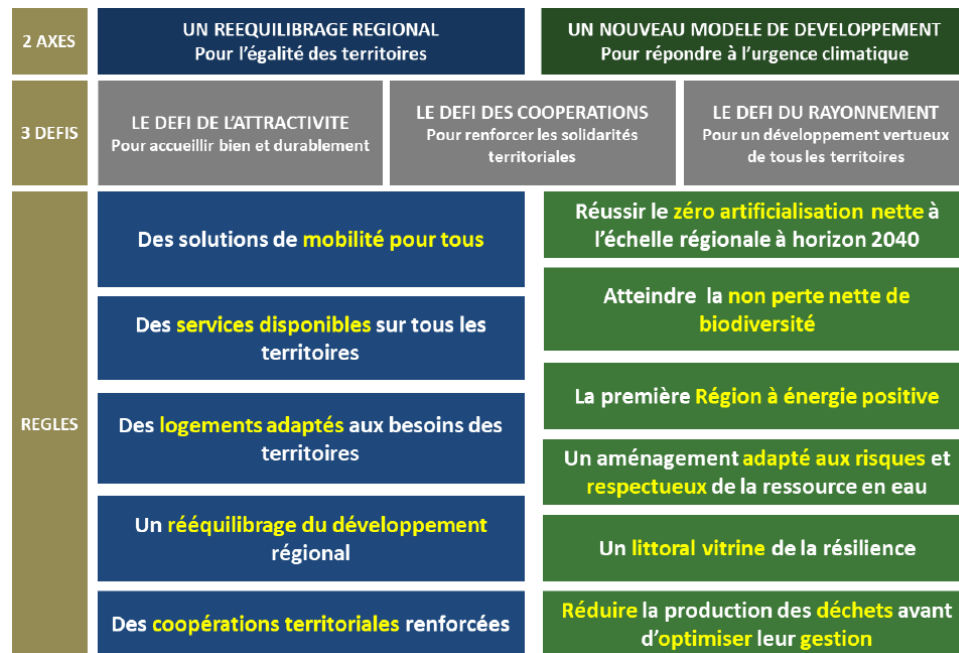 2 AXES
UN REEQUILIBRAGE REGIONAL
Pour l'égalité des territoires
UN NOUVEAU MODELE DE DEVELOPPEMENT
Pour répondre à l'urgence climatique
3 DEFIS
LE DEFI DE L'ATTRACTIVITE
Pour accueillir bien et durablement
LE DEFI DES COOPERATIONS
Pour renforcer les solidarités
territoriales
LE DEFI DU RAYONNEMENT
Pour un développement vertueux
de tous les territoires
REGLES
Des solutions de mobilité pour tous
Des services disponibles sur tous les
territoires
Des logements adaptés aux besoins des
territoires
Un rééquilibrage du développement
régional
Des coopérations territoriales renforcées
Réussir le zéro artificialisation nette à
l'échelle régionale à horizon 2040
Atteindre la non perte nette de
biodiversité
La première Région à énergie positive
Un aménagement adapté aux risques et
respectueux de la ressource en eau
Un littoral vitrine de la résilience
Réduire la production des déchets avant
d'optimiser leur gestion